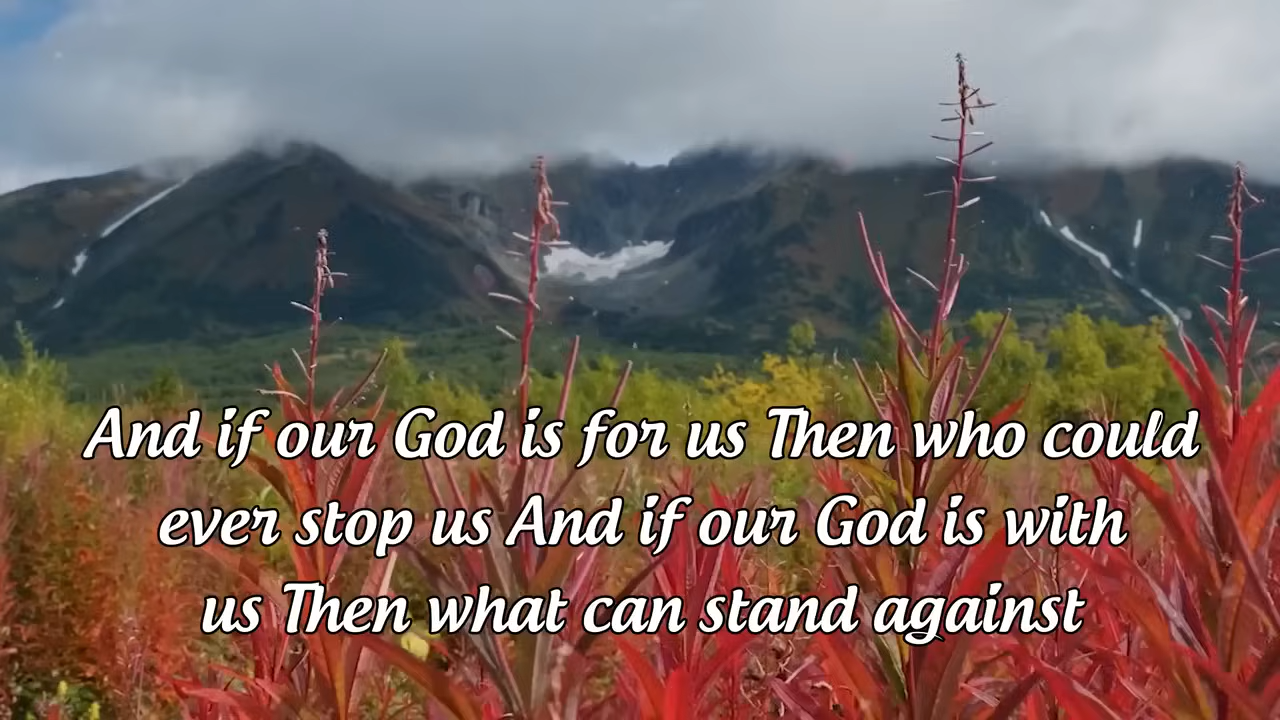 And if our God is for us Then who could
ever stop us And if our God is with
us Then what can stand against